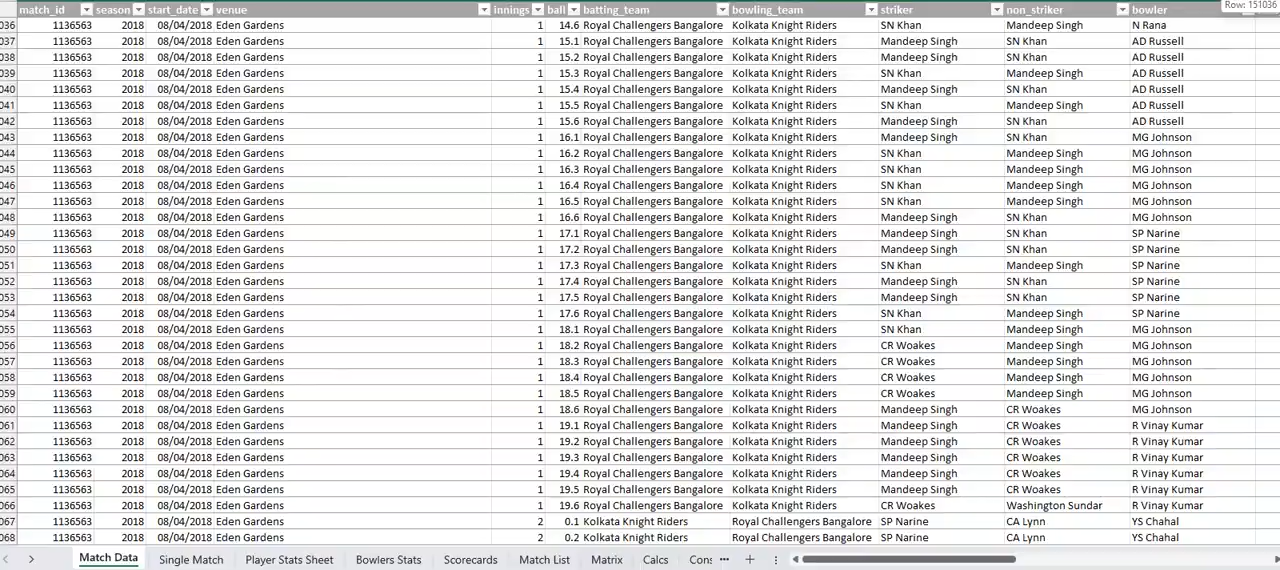 match_id season start_date venue innings ball batting_team bowling_team striker non_striker bowler Row: 151036
036 1136563 2018 08/04/2018 Eden Gardens 1 14.6 Royal Challengers Bangalore Kolkata Knight Riders SN Khan Mandeep Singh N Rana
037 1136563 2018 08/04/2018 Eden Gardens 1 15.1 Royal Challengers Bangalore Kolkata Knight Riders Mandeep Singh SN Khan AD Russell
038 1136563 2018 08/04/2018 Eden Gardens 1 15.2 Royal Challengers Bangalore Kolkata Knight Riders Mandeep Singh SN Khan AD Russell
039 1136563 2018 08/04/2018 Eden Gardens 1 15.3 Royal Challengers Bangalore Kolkata Knight Riders SN Khan Mandeep Singh AD Russell
040 1136563 2018 08/04/2018 Eden Gardens 1 15.4 Royal Challengers Bangalore Kolkata Knight Riders Mandeep Singh SN Khan AD Russell
041 1136563 2018 08/04/2018 Eden Gardens 1 15.5 Royal Challengers Bangalore Kolkata Knight Riders SN Khan Mandeep Singh AD Russell
042 1136563 2018 08/04/2018 Eden Gardens 1 15.6 Royal Challengers Bangalore Kolkata Knight Riders Mandeep Singh SN Khan AD Russell
043 1136563 2018 08/04/2018 Eden Gardens 1 16.1 Royal Challengers Bangalore Kolkata Knight Riders Mandeep Singh SN Khan MG Johnson
044 1136563 2018 08/04/2018 Eden Gardens 1 16.2 Royal Challengers Bangalore Kolkata Knight Riders SN Khan Mandeep Singh MG Johnson
045 1136563 2018 08/04/2018 Eden Gardens 1 16.3 Royal Challengers Bangalore Kolkata Knight Riders SN Khan Mandeep Singh MG Johnson
046 1136563 2018 08/04/2018 Eden Gardens 1 16.4 Royal Challengers Bangalore Kolkata Knight Riders SN Khan Mandeep Singh MG Johnson
047 1136563 2018 08/04/2018 Eden Gardens 1 16.5 Royal Challengers Bangalore Kolkata Knight Riders SN Khan Mandeep Singh MG Johnson
048 1136563 2018 08/04/2018 Eden Gardens 1 16.6 Royal Challengers Bangalore Kolkata Knight Riders Mandeep Singh SN Khan MG Johnson
049 1136563 2018 08/04/2018 Eden Gardens 1 17.1 Royal Challengers Bangalore Kolkata Knight Riders Mandeep Singh SN Khan SP Narine
050 1136563 2018 08/04/2018 Eden Gardens 1 17.2 Royal Challengers Bangalore Kolkata Knight Riders Mandeep Singh SN Khan SP Narine
051 1136563 2018 08/04/2018 Eden Gardens 1 17.3 Royal Challengers Bangalore Kolkata Knight Riders SN Khan Mandeep Singh SP Narine
052 1136563 2018 08/04/2018 Eden Gardens 1 17.4 Royal Challengers Bangalore Kolkata Knight Riders Mandeep Singh SN Khan SP Narine
053 1136563 2018 08/04/2018 Eden Gardens 1 17.5 Royal Challengers Bangalore Kolkata Knight Riders Mandeep Singh SN Khan SP Narine
054 1136563 2018 08/04/2018 Eden Gardens 1 17.6 Royal Challengers Bangalore Kolkata Knight Riders SN Khan Mandeep Singh SP Narine
055 1136563 2018 08/04/2018 Eden Gardens 1 18.1 Royal Challengers Bangalore Kolkata Knight Riders SN Khan Mandeep Singh MG Johnson
056 1136563 2018 08/04/2018 Eden Gardens 1 18.2 Royal Challengers Bangalore Kolkata Knight Riders CR Woakes Mandeep Singh MG Johnson
057 1136563 2018 08/04/2018 Eden Gardens 1 18.3 Royal Challengers Bangalore Kolkata Knight Riders CR Woakes Mandeep Singh MG Johnson
058 1136563 2018 08/04/2018 Eden Gardens 1 18.4 Royal Challengers Bangalore Kolkata Knight Riders CR Woakes Mandeep Singh MG Johnson
059 1136563 2018 08/04/2018 Eden Gardens 1 18.5 Royal Challengers Bangalore Kolkata Knight Riders CR Woakes Mandeep Singh MG Johnson
060 1136563 2018 08/04/2018 Eden Gardens 1 18.6 Royal Challengers Bangalore Kolkata Knight Riders Mandeep Singh CR Woakes MG Johnson
061 1136563 2018 08/04/2018 Eden Gardens 1 19.1 Royal Challengers Bangalore Kolkata Knight Riders Mandeep Singh CR Woakes R Vinay Kumar
062 1136563 2018 08/04/2018 Eden Gardens 1 19.2 Royal Challengers Bangalore Kolkata Knight Riders Mandeep Singh CR Woakes R Vinay Kumar
063 1136563 2018 08/04/2018 Eden Gardens 1 19.3 Royal Challengers Bangalore Kolkata Knight Riders Mandeep Singh CR Woakes R Vinay Kumar
064 1136563 2018 08/04/2018 Eden Gardens 1 19.4 Royal Challengers Bangalore Kolkata Knight Riders Mandeep Singh CR Woakes R Vinay Kumar
065 1136563 2018 08/04/2018 Eden Gardens 1 19.5 Royal Challengers Bangalore Kolkata Knight Riders Mandeep Singh CR Woakes R Vinay Kumar
066 1136563 2018 08/04/2018 Eden Gardens 1 19.6 Royal Challengers Bangalore Kolkata Knight Riders CR Woakes Washington Sundar R Vinay Kumar
067 1136563 2018 08/04/2018 Eden Gardens 2 0.1 Kolkata Knight Riders Royal Challengers Bangalore SP Narine CA Lynn YS Chahal
068 1136563 2018 08/04/2018 Eden Gardens 2 0.2 Kolkata Knight Riders Royal Challengers Bangalore SP Narine CA Lynn YS Chahal
Match Data Single Match Player Stats Sheet Bowlers Stats Scorecards Match List Matrix Calcs Cons ...